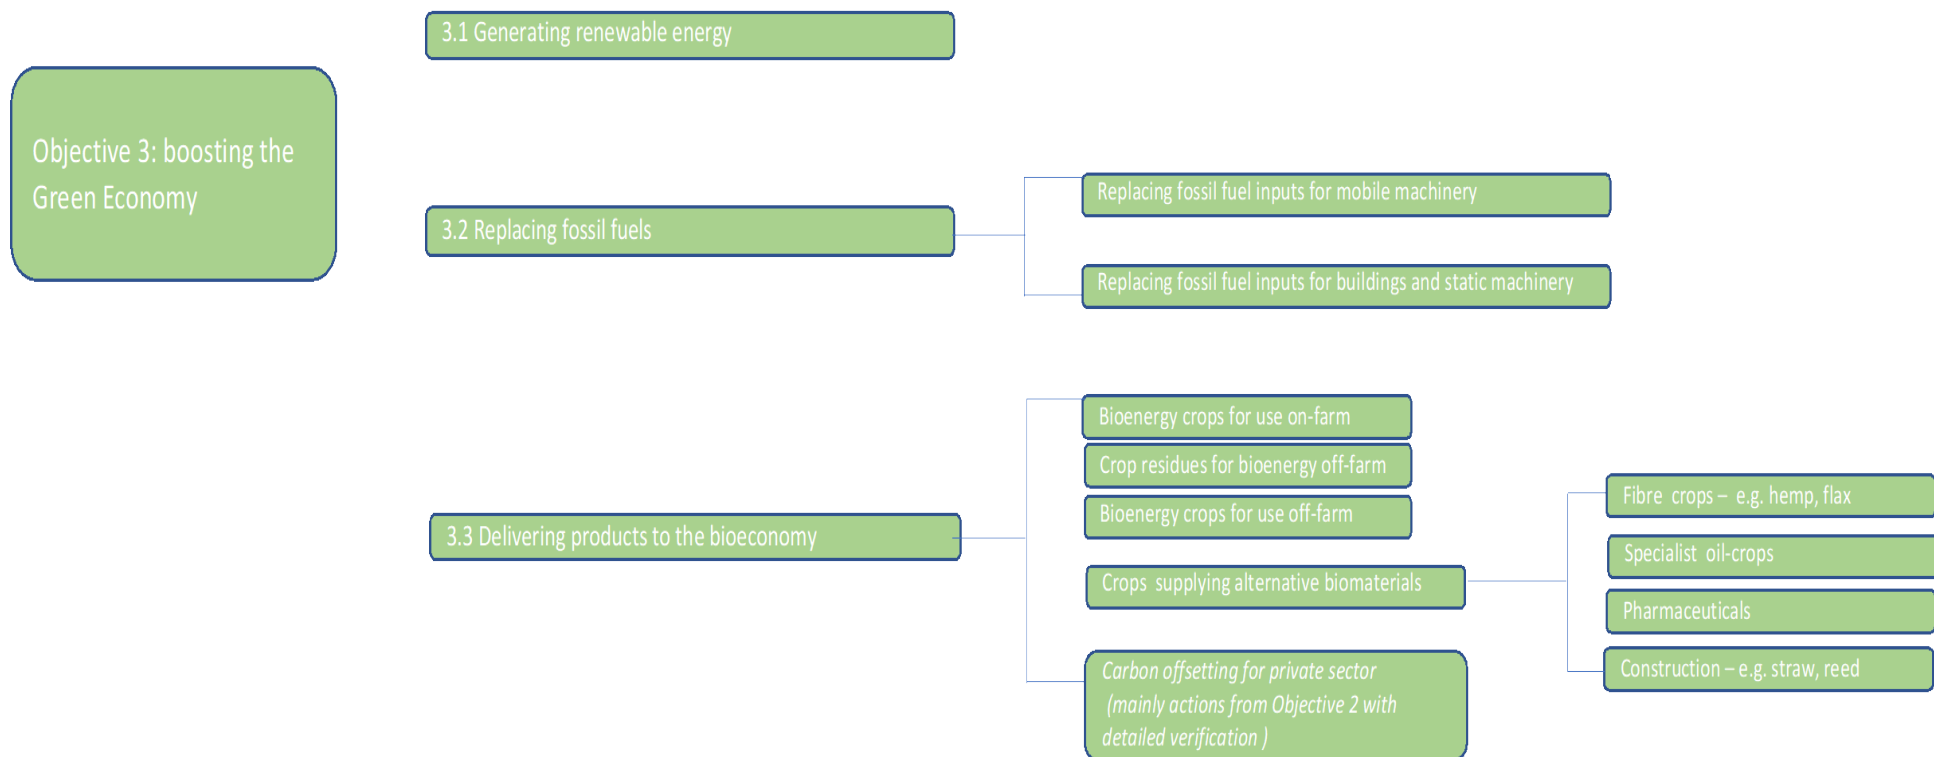 3.1 Generating renewable energy
Objective 3: boosting the
Green Economy
3.2 Replacing fossil fuels
Replacing fossil fuel inputs for mobile machinery
Replacing fossil fuel inputs for buildings and static machinery
3.3 Delivering products to the bioeconomy
Bioenergy crops for use on-farm
Crop residues for bioenergy off-farm
Bioenergy crops for use off-farm
Crops supplying alternative biomaterials
Carbon offsetting for private sector
(mainly actions from Objective 2 with
detailed verification )
Fibre crops – e.g. hemp, flax
Specialist oil-crops
Pharmaceuticals
Construction – e.g. straw, reed